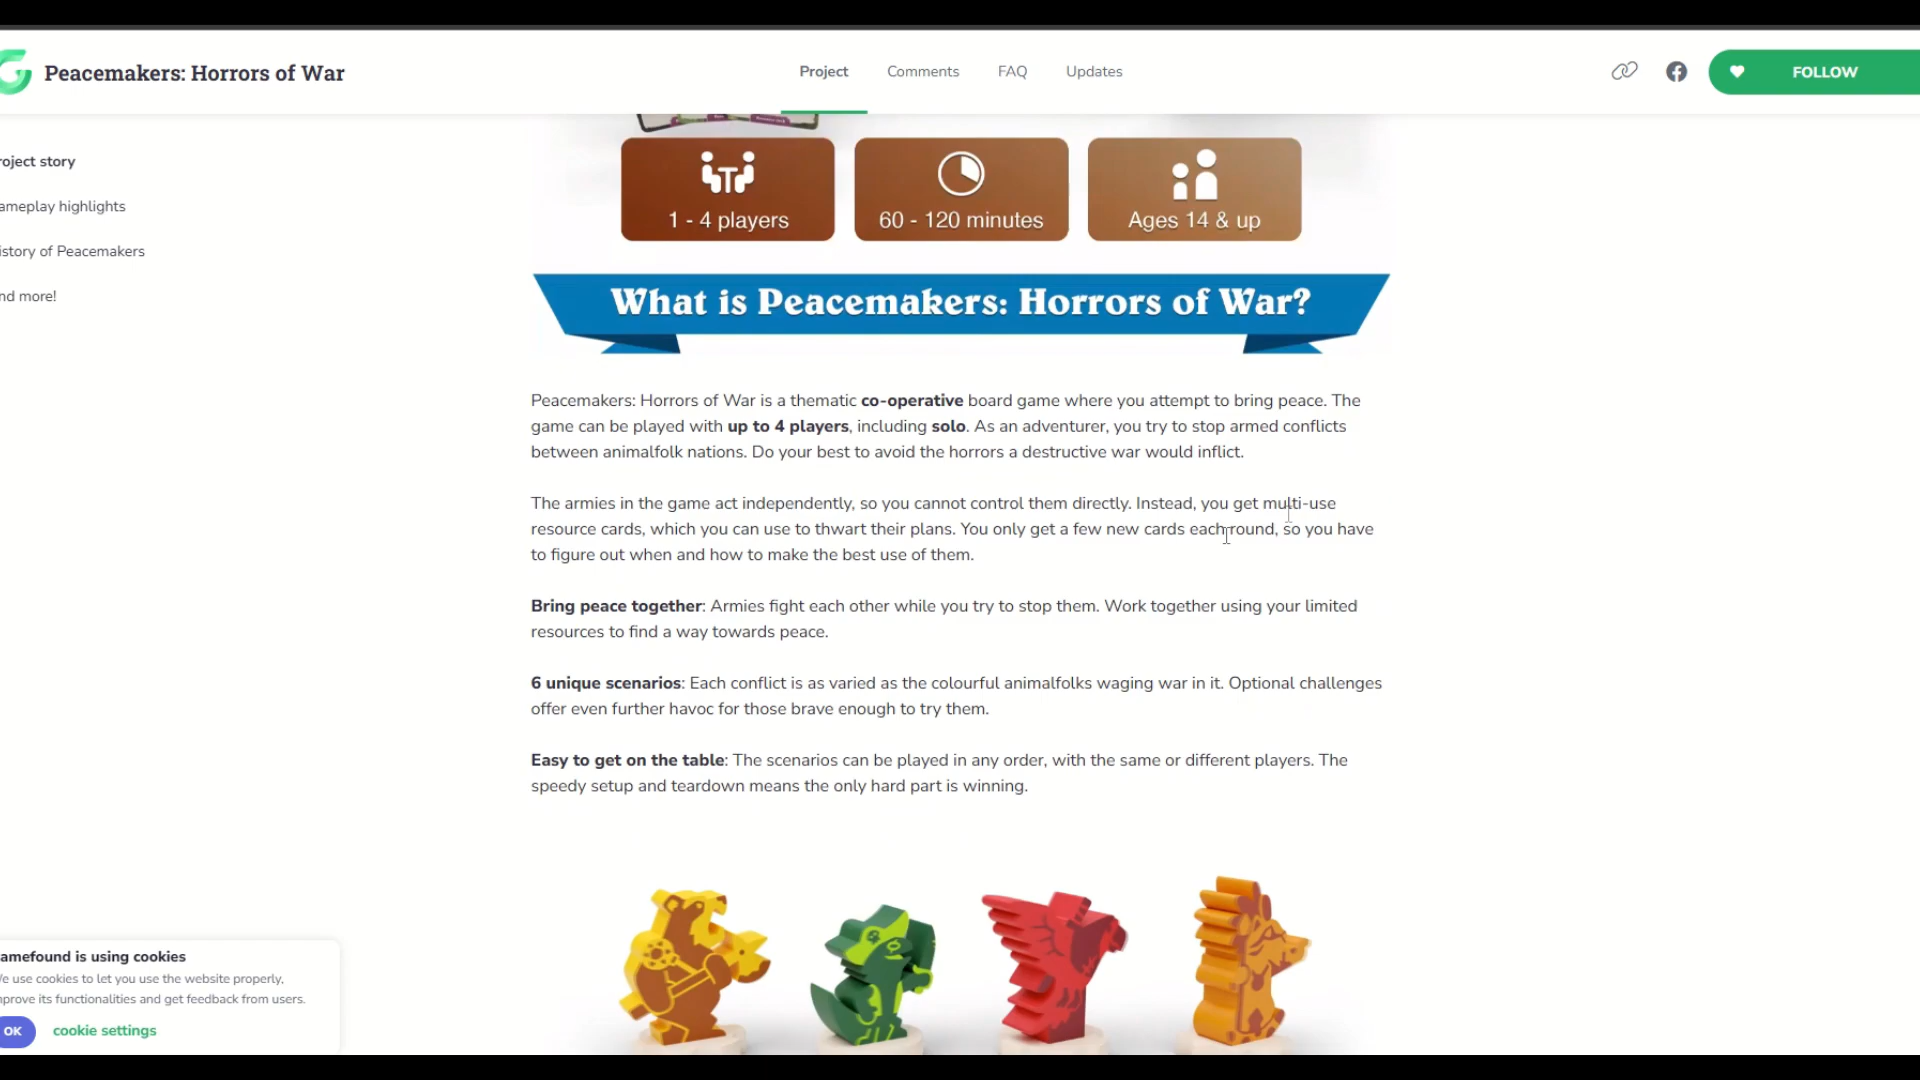 Peacemakers: Horrors of War
Project
Comments
FAQ
Updates
FOLLOW
roject story
ameplay highlights
istory of Peacemakers
nd more!
1 - 4 players
60 - 120 minutes
Ages 14 & up
What is Peacemakers: Horrors of War?
Peacemakers: Horrors of War is a thematic co-operative board game where you attempt to bring peace. The
game can be played with up to 4 players, including solo. As an adventurer, you try to stop armed conflicts
between animalfolk nations. Do your best to avoid the horrors a destructive war would inflict.
The armies in the game act independently, so you cannot control them directly. Instead, you get multi-use
resource cards, which you can use to thwart their plans. You only get a few new cards each round, so you have
to figure out when and how to make the best use of them.
Bring peace together: Armies fight each other while you try to stop them. Work together using your limited
resources to find a way towards peace.
6 unique scenarios: Each conflict is as varied as the colourful animalfolks waging war in it. Optional challenges
offer even further havoc for those brave enough to try them.
Easy to get on the table: The scenarios can be played in any order, with the same or different players. The
speedy setup and teardown means the only hard part is winning.
amefound is using cookies
e use cookies to let you use the website properly,
mprove its functionalities and get feedback from users.
OK
cookie settings